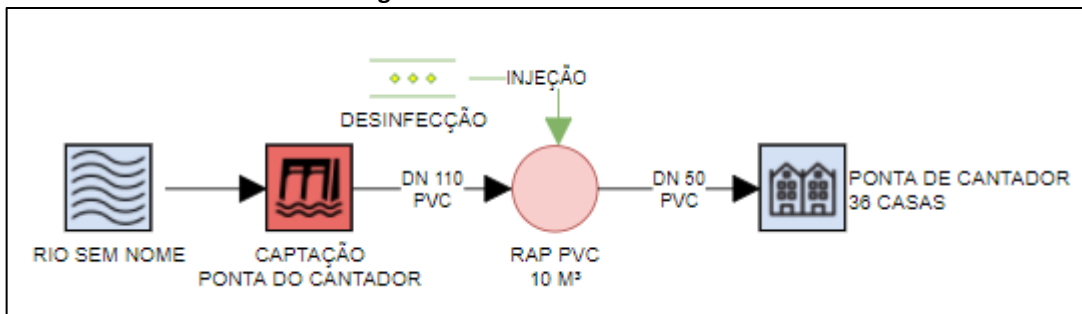 INJEÇÃO
DESINFECÇÃO
DN 110
PVC
DN 50
PVC
PONTA DE CANTADOR
36 CASAS
RIO SEM NOME
CAPTAÇÃO
PONTA DO CANTADOR
RAP PVC
10 M³